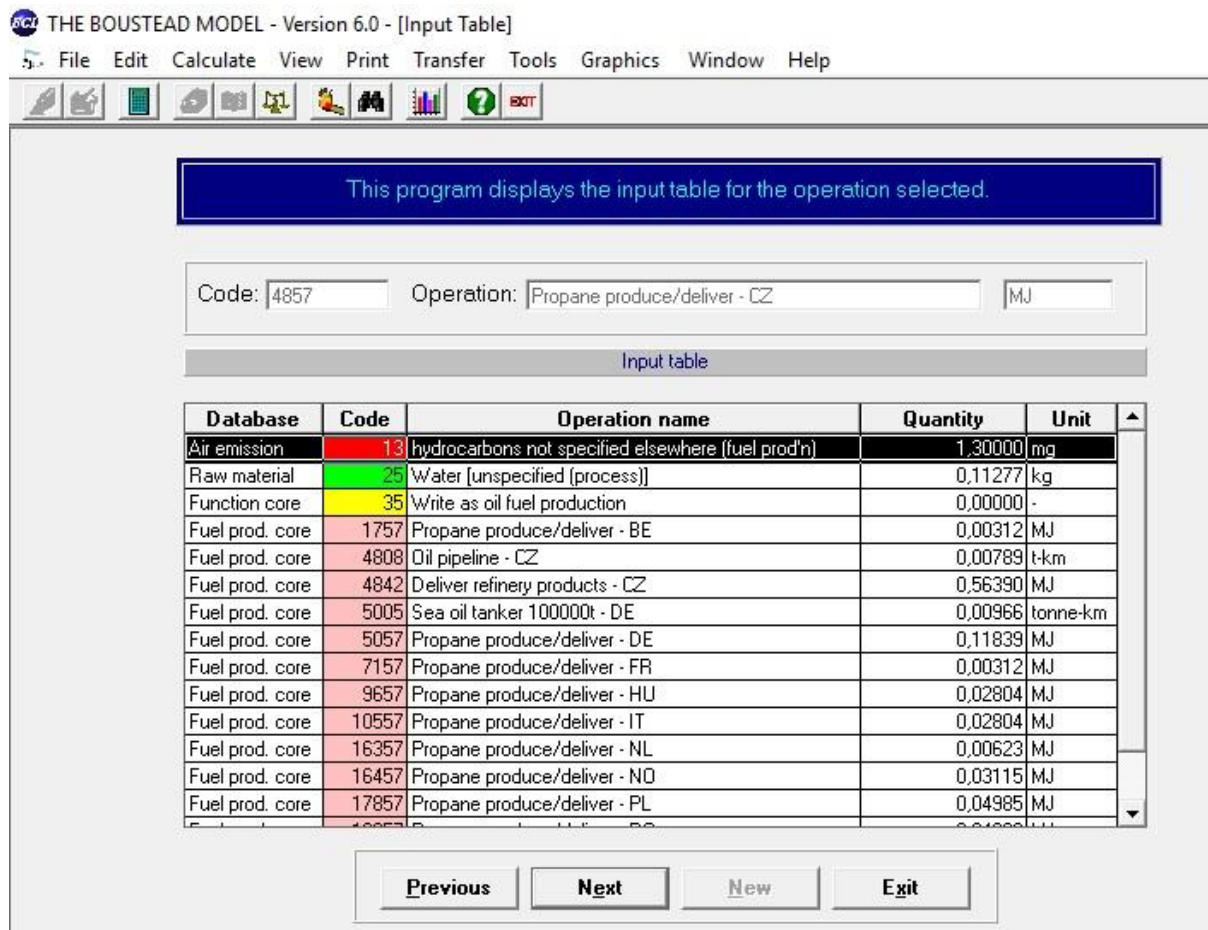 BCI THE BOUSTEAD MODEL - Version 6.0 - [Input Table]
File Edit Calculate View Print Transfer Tools Graphics Window Help
EXIT
This program displays the input table for the operation selected.
Code: 4857 Operation: Propane produce/deliver - CZ MJ
Input table
Database Code Operation name Quantity Unit
Air emission 13 hydrocarbons not specified elsewhere (fuel prod'n) 1,30000 mg
Raw material 25 Water [unspecified (process)] 0,11277 kg
Function core 35 Write as oil fuel production 0,00000 -
Fuel prod. core 1757 Propane produce/deliver - BE 0,00312 MJ
Fuel prod. core 4808 Oil pipeline - CZ 0,00789 t-km
Fuel prod. core 4842 Deliver refinery products - CZ 0,56390 MJ
Fuel prod. core 5005 Sea oil tanker 100000t - DE 0,00966 tonne-km
Fuel prod. core 5057 Propane produce/deliver - DE 0,11839 MJ
Fuel prod. core 7157 Propane produce/deliver - FR 0,00312 MJ
Fuel prod. core 9657 Propane produce/deliver - HU 0,02804 MJ
Fuel prod. core 10557 Propane produce/deliver - IT 0,02804 MJ
Fuel prod. core 16357 Propane produce/deliver - NL 0,00623 MJ
Fuel prod. core 16457 Propane produce/deliver - NO 0,03115 MJ
Fuel prod. core 17857 Propane produce/deliver - PL 0,04985 MJ
Previous Next New Exit